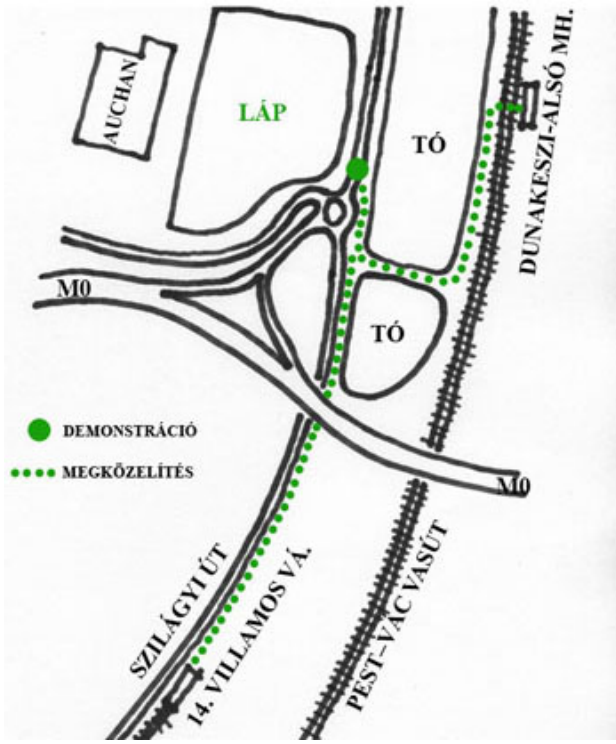 AUCHAN
LÁP
TÓ
DUNAKESZI-ALSÓ MH.
M0
TÓ
DEMONSTRÁCIÓ
MEGKÖZELÍTÉS
M0
SZILÁGYI ÚT
14. VILLAMOS VÁ.
PEST–VÁC VASÚT